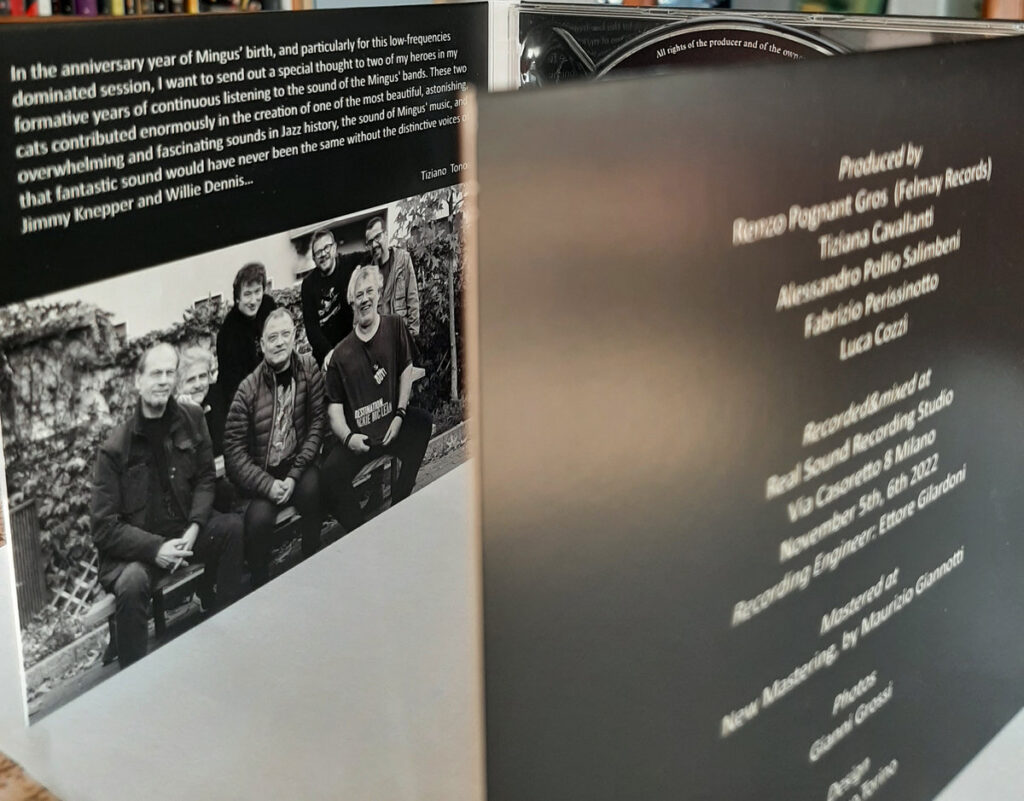 In the anniversary year of Mingus' birth, and particularly for this low-frequencies
dominated session, I want to send out a special thought to two of my heroes in my
formative years of continuous listening to the sound of the Mingus' bands. These two
cats contributed enormously in the creation of one of the most beautiful, astonishing,
overwhelming and fascinating sounds in Jazz history, the sound of Mingus' music, and
that fantastic sound would have never been the same without the distinctive voices
Jimmy Knepper and Willie Dennis...
Tiziano Tono
DESTINATION
All rights of the producer and of the own
Produced by
Renzo Pognant Gros (Felmay Records)
Tiziana Cavallanti
Alessandro Pollio Salimbeni
Fabrizio Perissinotto
Luca Cozzi
Recorded&mixed at
Real Sound Recording Studio
Via Casoretto 8 Milano
November 5th, 6th 2022
Recording Engineer: Ettore Gilardoni
Mastered at
New Mastering, by Maurizio Giannotti
Photos
Gianni Grossi
Design
Torino